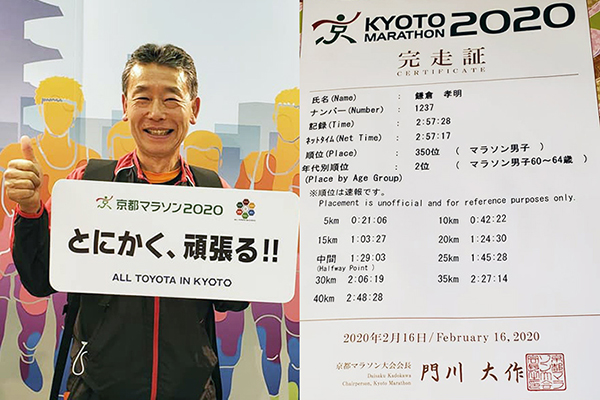 京都マラソン2020
とにかく、頑張る!!
ALL TOYOTA IN KYOTO
京 KYOTO MARATHON 2020
完走証
CERTIFICATE
氏名(Name) : 鎌倉 孝明
ナンバー(Number) : 1237
記録(Time) : 2:57:28
ネットタイム(Net Time) : 2:57:17
順位(Place) : 350位 ( マラソン男子 )
年代別順位 : 2位 ( マラソン男子60~64歳 )
(Place by Age Group)
※順位は速報です。
Placement is unofficial and for reference purposes only.
5km 0:21:06 10km 0:42:22
15km 1:03:27 20km 1:24:30
中間 1:29:03 25km 1:45:28
(Halfway Point )
30km 2:06:19 35km 2:27:14
40km 2:48:28
2020年2月16日/February 16, 2020
京都マラソン大会会長 門川 大作
Daisaku Kadokawa
Chairperson, Kyoto Marathon